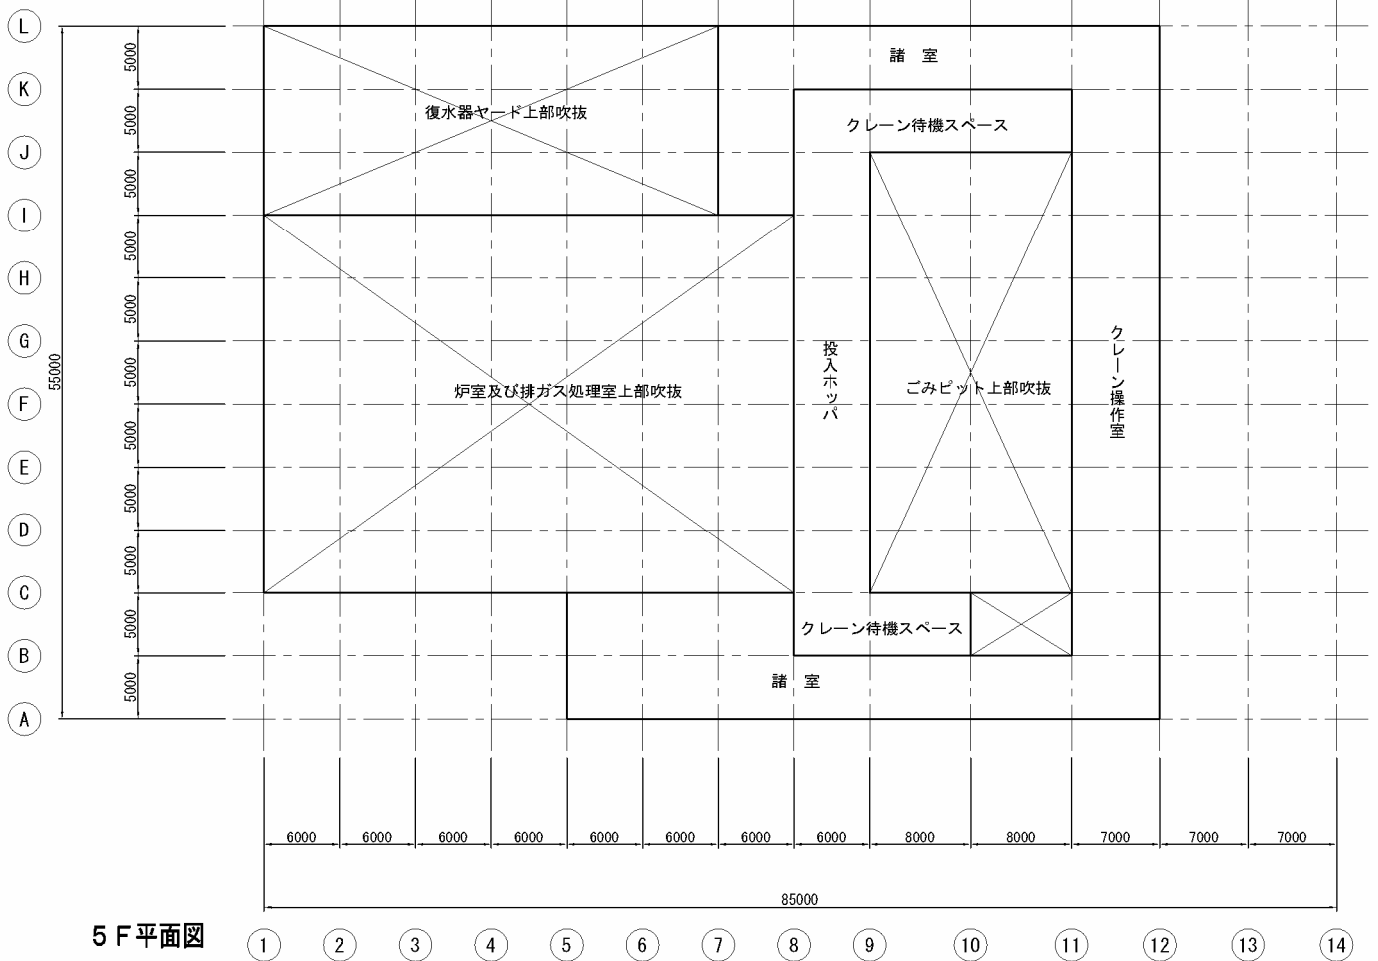 L
5000
諸 室
K
復水器ヤード上部吹抜
5000
クレーン待機スペース
J
5000
I
5000
H
5000
G
投入ホッパ
クレーン操作室
55000
5000
炉室及び排ガス処理室上部吹抜
ごみピット上部吹抜
F
5000
E
5000
D
5000
C
5000
クレーン待機スペース
B
5000
諸 室
A
6000 6000 6000 6000 6000 6000 6000 6000 8000 8000 7000 7000 7000
85000
5F平面図
1 2 3 4 5 6 7 8 9 10 11 12 13 14